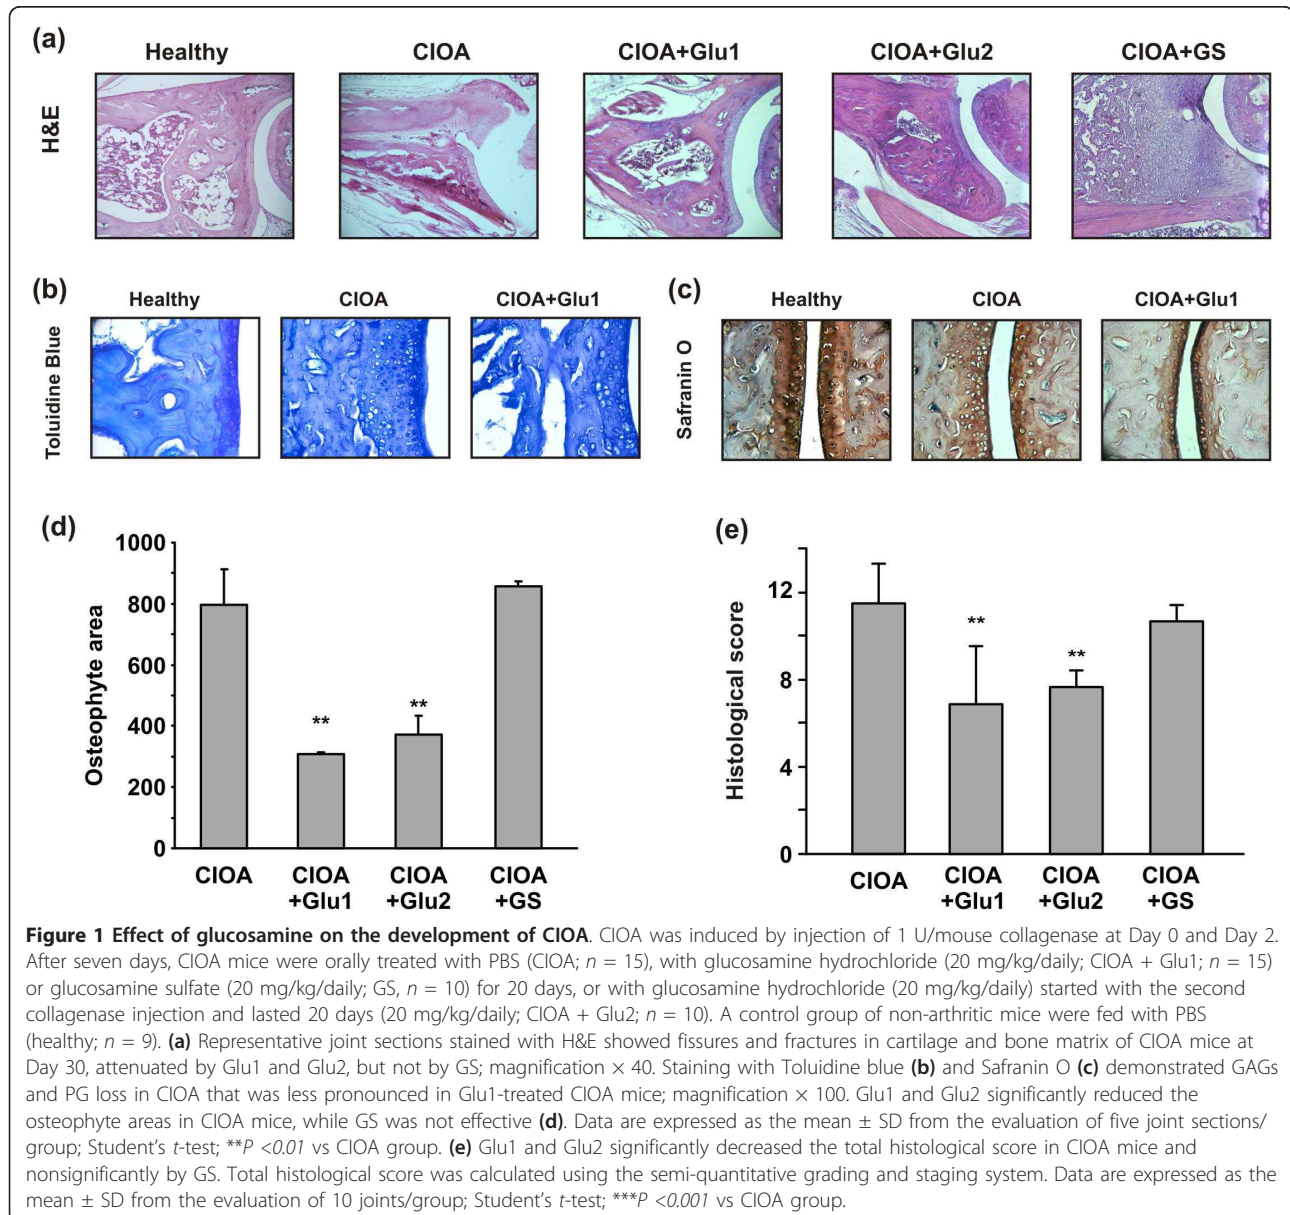 (a)
Healthy
CIOA
CIOA+Glu1
CIOA+Glu2
CIOA+GS
H&E
(b)
Healthy
CIOA
CIOA+Glu1
Toluidine Blue
(c)
Healthy
CIOA
CIOA+Glu1
Safranin O
(d)
Osteophyte area
1000
800
600
400
200
0
**
**
CIOA
CIOA
+Glu1
CIOA
+Glu2
CIOA
+GS
(e)
Histological score
12
8
4
0
**
**
CIOA
CIOA
+Glu1
CIOA
+Glu2
CIOA
+GS
Figure 1 Effect of glucosamine on the development of CIOA. CIOA was induced by injection of 1 U/mouse collagenase at Day 0 and Day 2.
After seven days, CIOA mice were orally treated with PBS (CIOA; n = 15), with glucosamine hydrochloride (20 mg/kg/daily; CIOA + Glu1; n = 15)
or glucosamine sulfate (20 mg/kg/daily; GS, n = 10) for 20 days, or with glucosamine hydrochloride (20 mg/kg/daily) started with the second
collagenase injection and lasted 20 days (20 mg/kg/daily; CIOA + Glu2; n = 10). A control group of non-arthritic mice were fed with PBS
(healthy; n = 9). (a) Representative joint sections stained with H&E showed fissures and fractures in cartilage and bone matrix of CIOA mice at
Day 30, attenuated by Glu1 and Glu2, but not by GS; magnification × 40. Staining with Toluidine blue (b) and Safranin O (c) demonstrated GAGs
and PG loss in CIOA that was less pronounced in Glu1-treated CIOA mice; magnification × 100. Glu1 and Glu2 significantly reduced the
osteophyte areas in CIOA mice, while GS was not effective (d). Data are expressed as the mean ± SD from the evaluation of five joint sections/
group; Student's t-test; **P <0.01 vs CIOA group. (e) Glu1 and Glu2 significantly decreased the total histological score in CIOA mice and
nonsignificantly by GS. Total histological score was calculated using the semi-quantitative grading and staging system. Data are expressed as the
mean ± SD from the evaluation of 10 joints/group; Student's t-test; ***P <0.001 vs CIOA group.